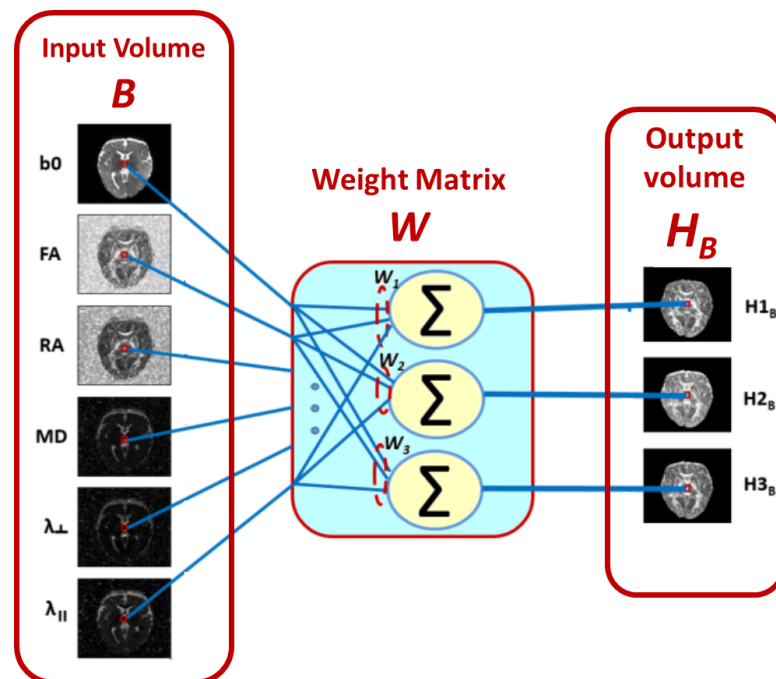 Input Volume
B
b0
FA
RA
MD
λ⊥
λ||
Weight Matrix
W
W1
Σ
W2
Σ
W3
Σ
Output
volume
HB
H1B
H2B
H3B